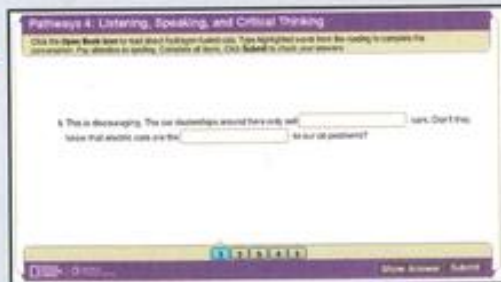 Pathways 4: Listening, Speaking, and Critical Thinking
Click the Open Book icon to read about hydrogen-fueled cars. Type highlighted words from the reading to complete the
conversation. Pay attention to spelling. Complete all items. Click Submit to check your answers.
This is discouraging. The car dealerships around here only sell cars. Don't they
know that electric cars are the to our oil problems?
1 2 3 4 5
Show Answer Submit